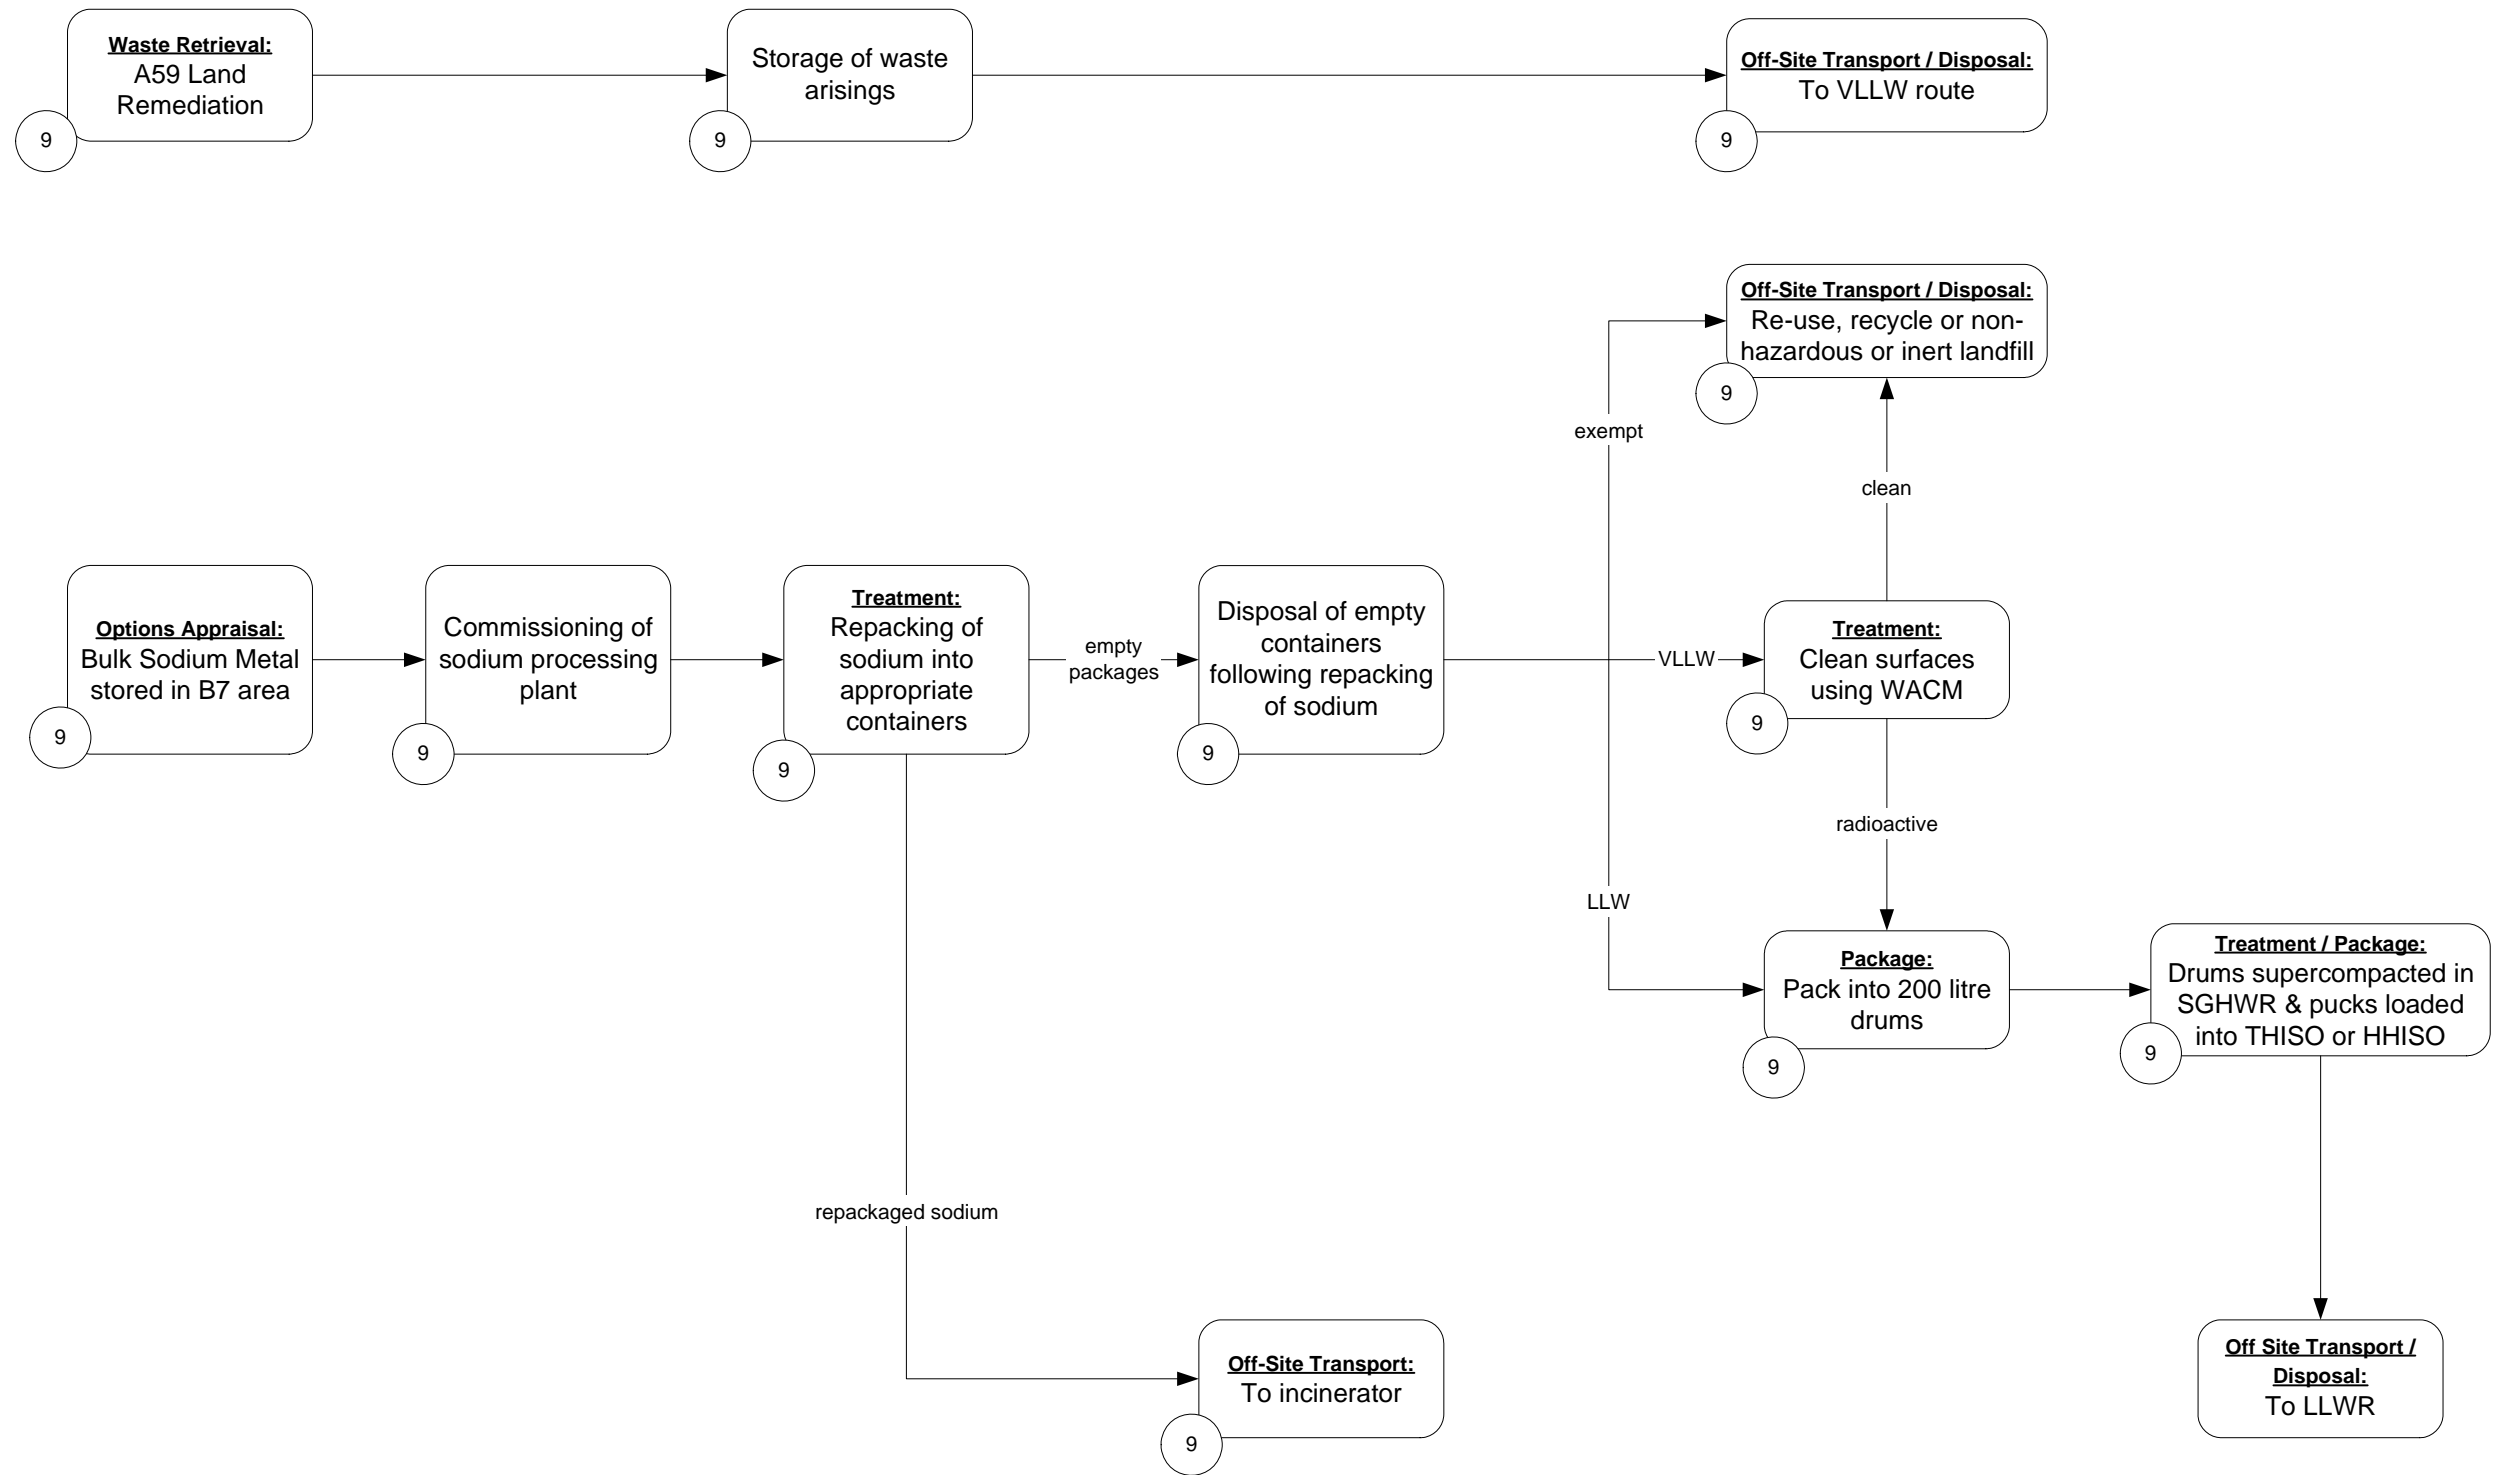 Waste Retrieval:
A59 Land
Remediation
9
Storage of waste
arisings
9
Off-Site Transport / Disposal:
To VLLW route
9
Off-Site Transport / Disposal:
Re-use, recycle or non-
hazardous or inert landfill
9
exempt
clean
Options Appraisal:
Bulk Sodium Metal
stored in B7 area
9
Commissioning of
sodium processing
plant
9
Treatment:
Repacking of
sodium into
appropriate
containers
9
empty
packages
Disposal of empty
containers
following repacking
of sodium
9
VLLW
Treatment:
Clean surfaces
using WACM
9
radioactive
LLW
Package:
Pack into 200 litre
drums
9
Treatment / Package:
Drums supercompacted in
SGHWR & pucks loaded
into THISO or HHISO
9
repackaged sodium
Off-Site Transport:
To incinerator
9
Off Site Transport /
Disposal:
To LLWR